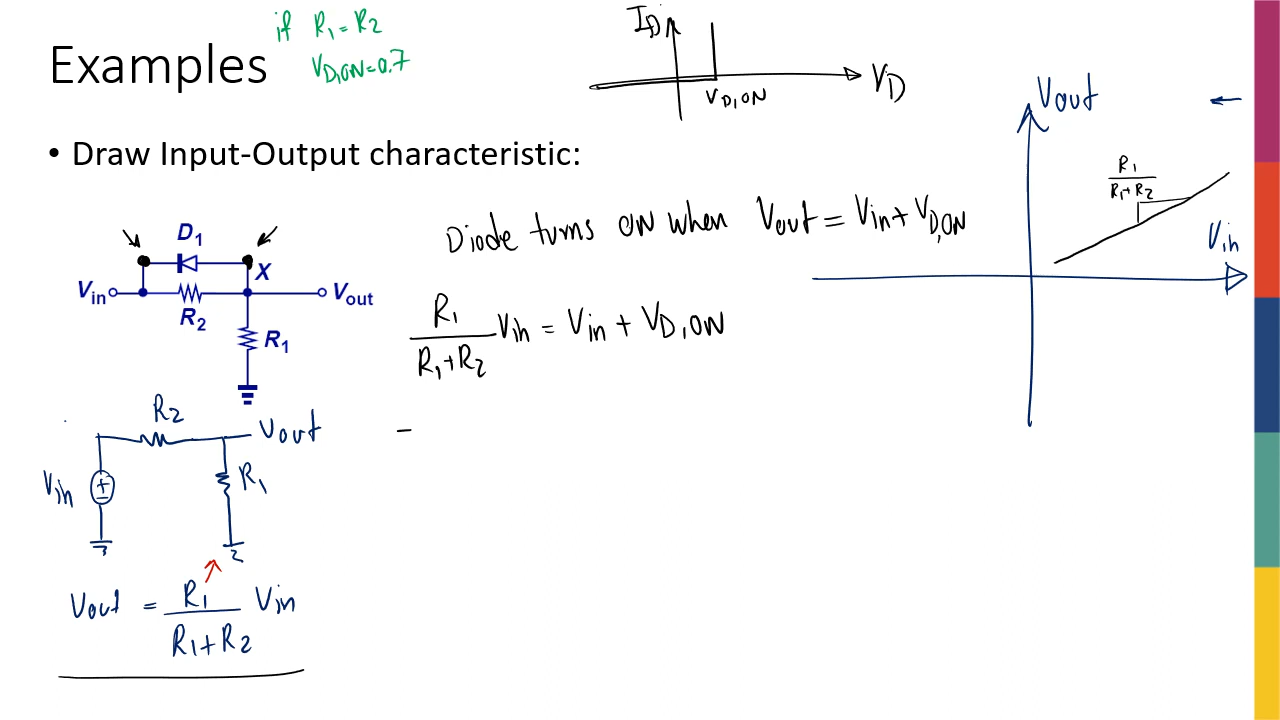 if R1 = R2
Examples
VD,ON = 0.7
ID
VD
VD,ON
Vout
←
• Draw Input-Output characteristic:
R1
R1+R2
Vin
Diode turns ON when Vout = Vin + VD,ON
D1
X
Vin
R2
Vout
R1
R1
R1+R2
Vin = Vin + VD,ON
R2
Vout
Vin
+
R1
–
Vout = R1
R1+R2
Vin